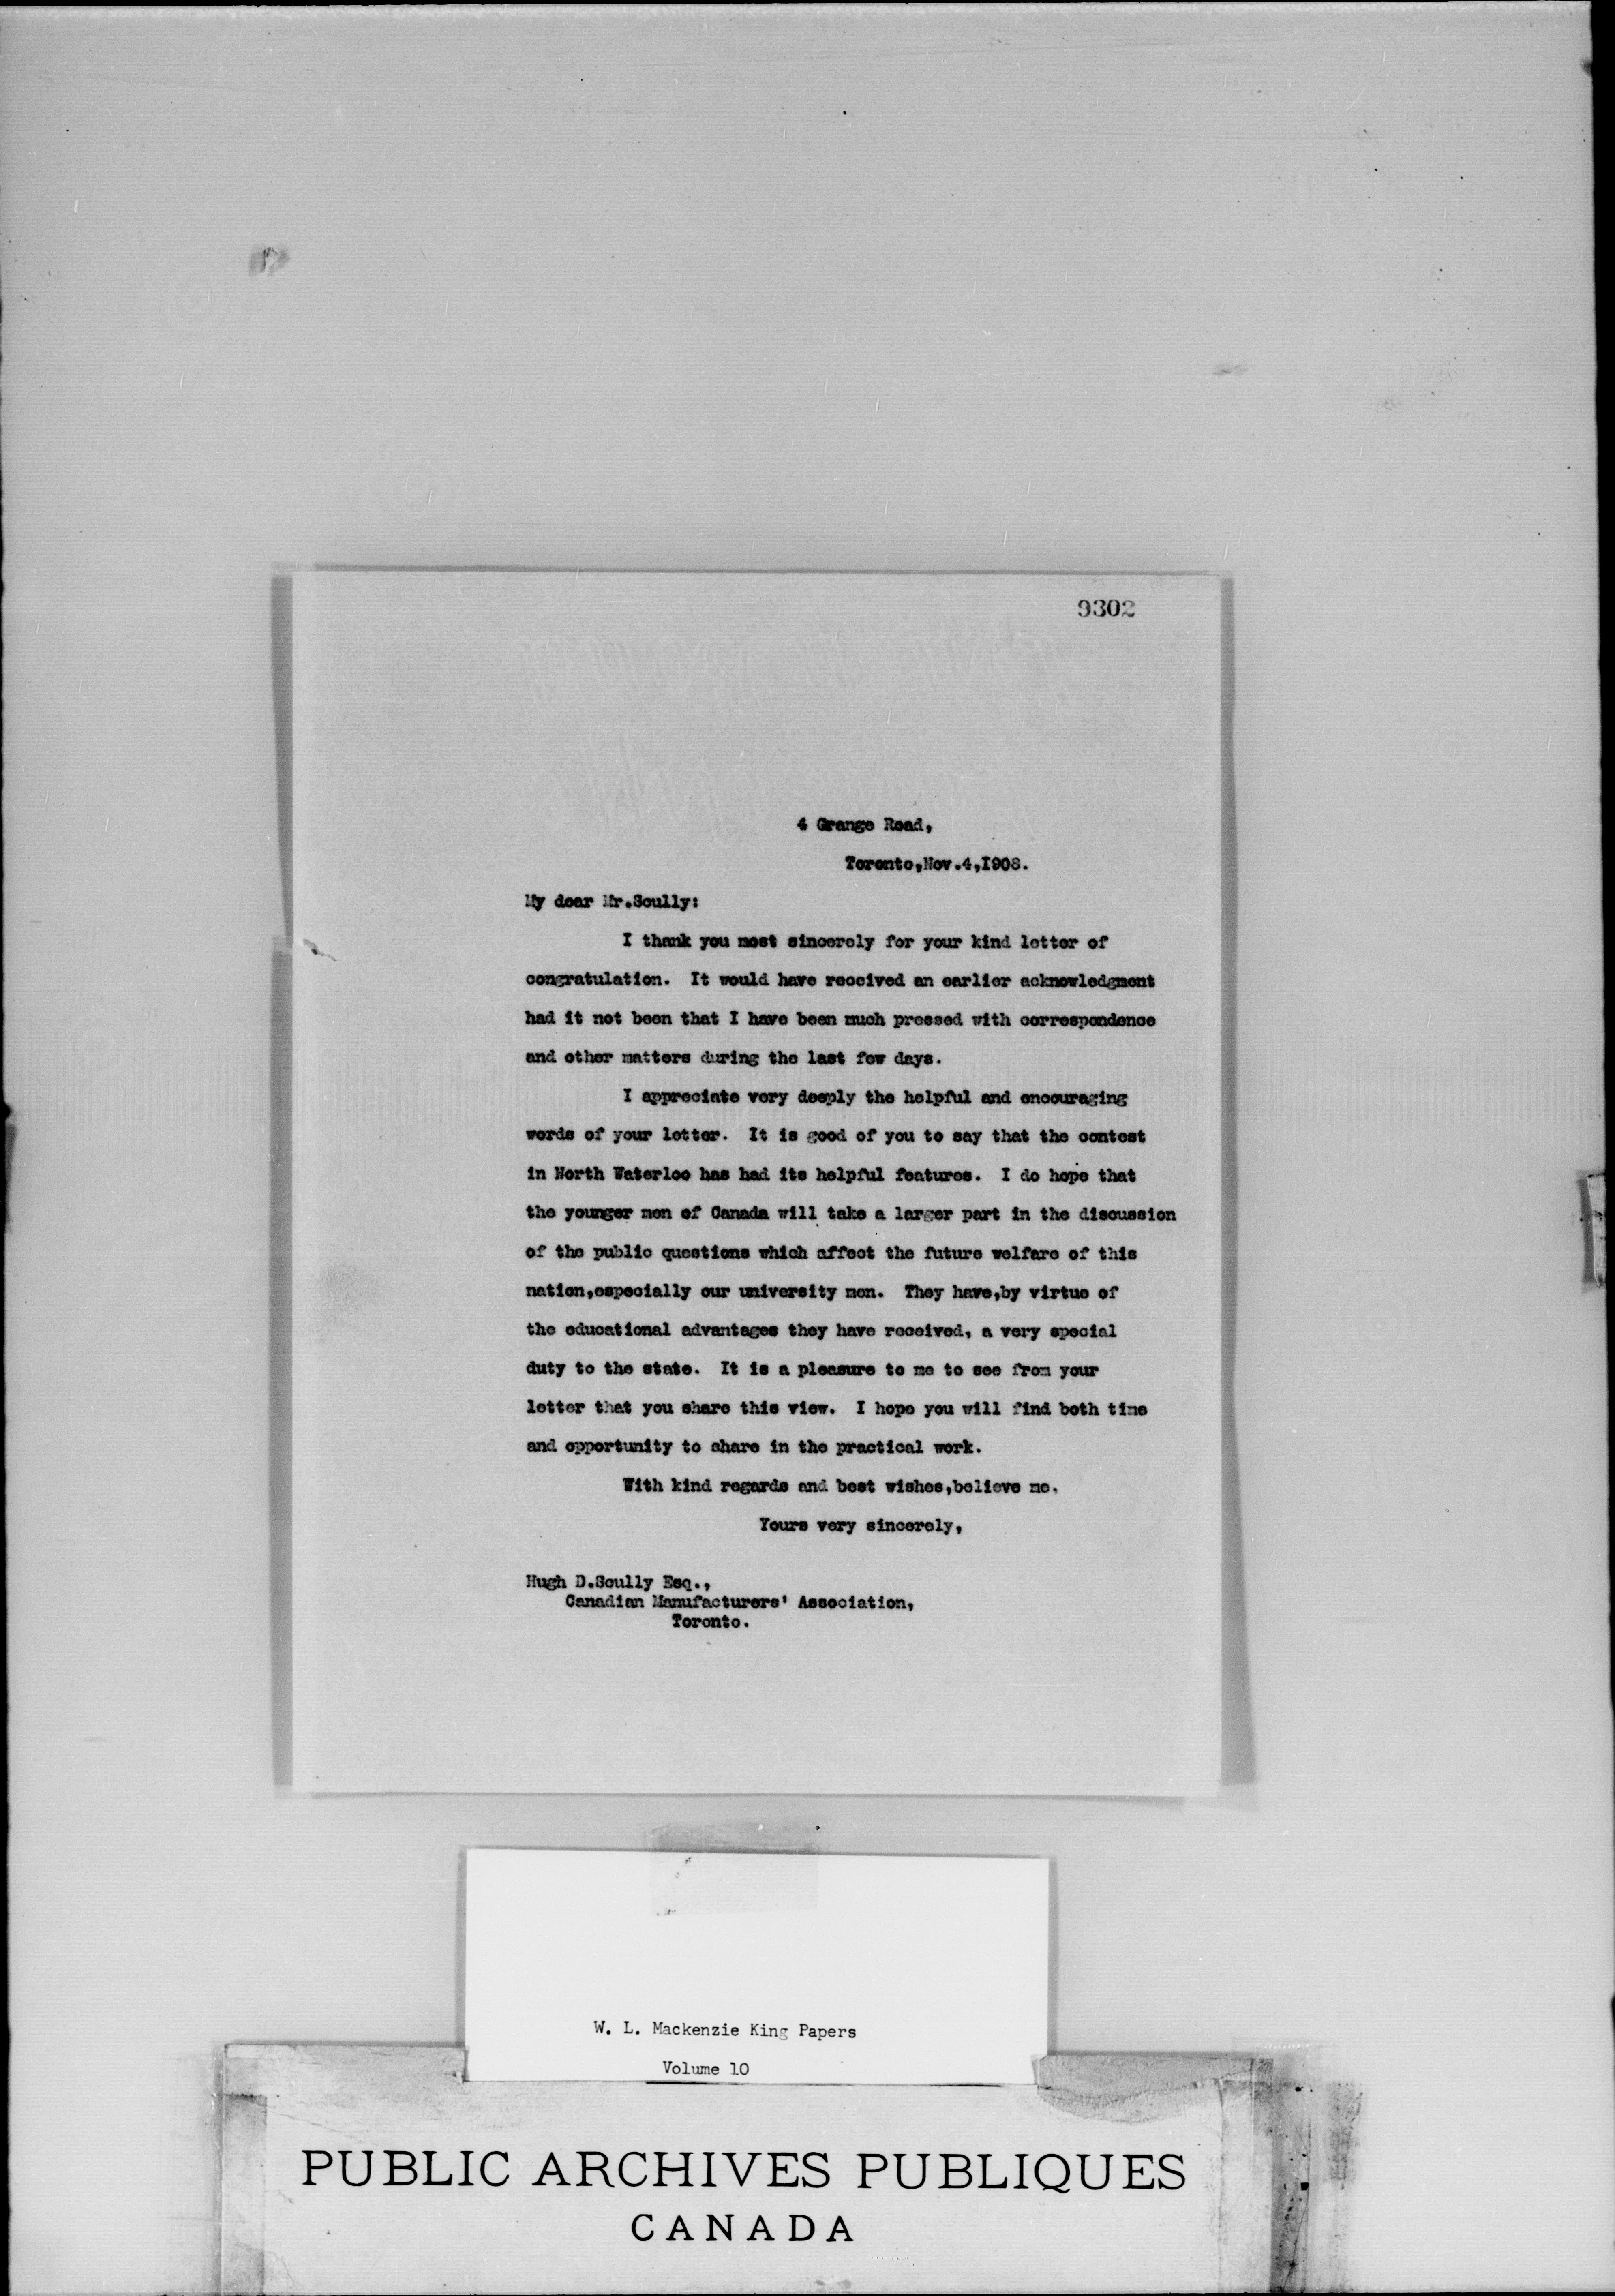 9302
4 Grange Road,
Toronto,Nov.4,I908.
My dear Mr.Scully:
I thank you most sincerely for your kind letter of
congratulation. It would have received an earlier acknowledgment
had it not been that I have been much pressed with correspondence
and other matters during the last few days.
I appreciate very deeply the helpful and encouraging
words of your letter. It is good of you to say that the contest
in North Waterloo has had its helpful features. I do hope that
the younger men of Canada will take a larger part in the discussion
of the public questions which affect the future welfare of this
nation,especially our university men. They have,by virtue of
the educational advantages they have received, a very special
duty to the state. It is a pleasure to me to see from your
letter that you share this view. I hope you will find both time
and opportunity to share in the practical work.
With kind regards and best wishes,believe me,
Yours very sincerely,
Hugh D.Scully Esq.,
Canadian Manufacturers' Association,
Toronto.
W. L. Mackenzie King Papers
Volume 10
PUBLIC ARCHIVES PUBLIQUES
CANADA